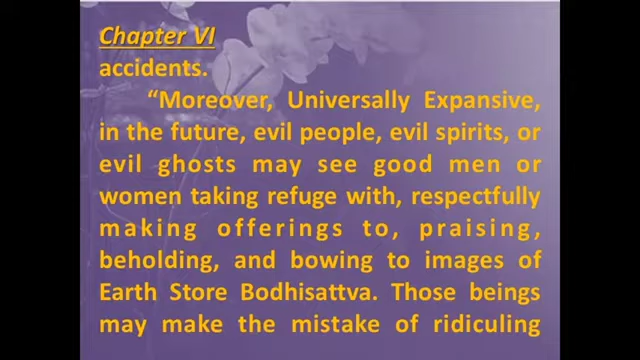 Chapter VI
accidents.
“Moreover, Universally Expansive,
in the future, evil people, evil spirits, or
evil ghosts may see good men or
women taking refuge with, respectfully
making offerings to, praising,
beholding, and bowing to images of
Earth Store Bodhisattva. Those beings
may make the mistake of ridiculing